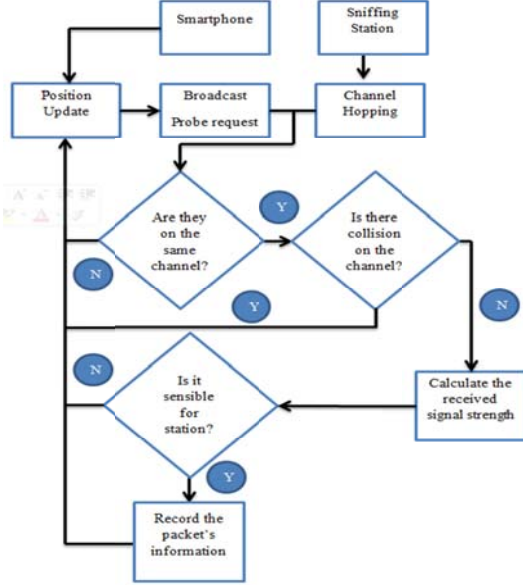 Smartphone
Sniffing
Station
Position
Update
Broadcast
Probe request
Channel
Hopping
Are they
on the
same
channel?
Y
Is there
collision
on the
channel?
N
Y
N
N
Is it
sensible
for
station?
Calculate the
received
signal strength
Y
Record the
packet's
information